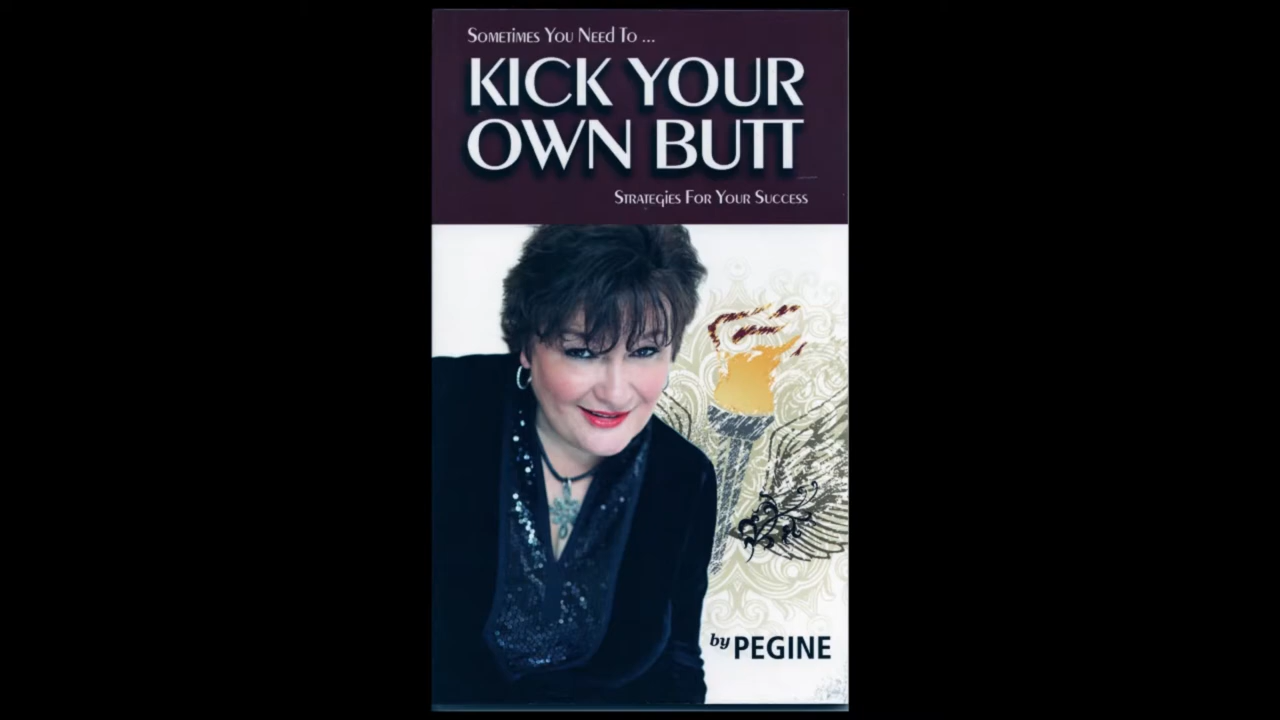 Sometimes You Need To ...
KICK YOUR
OWN BUTT
Strategies For Your Success
by PEGINE